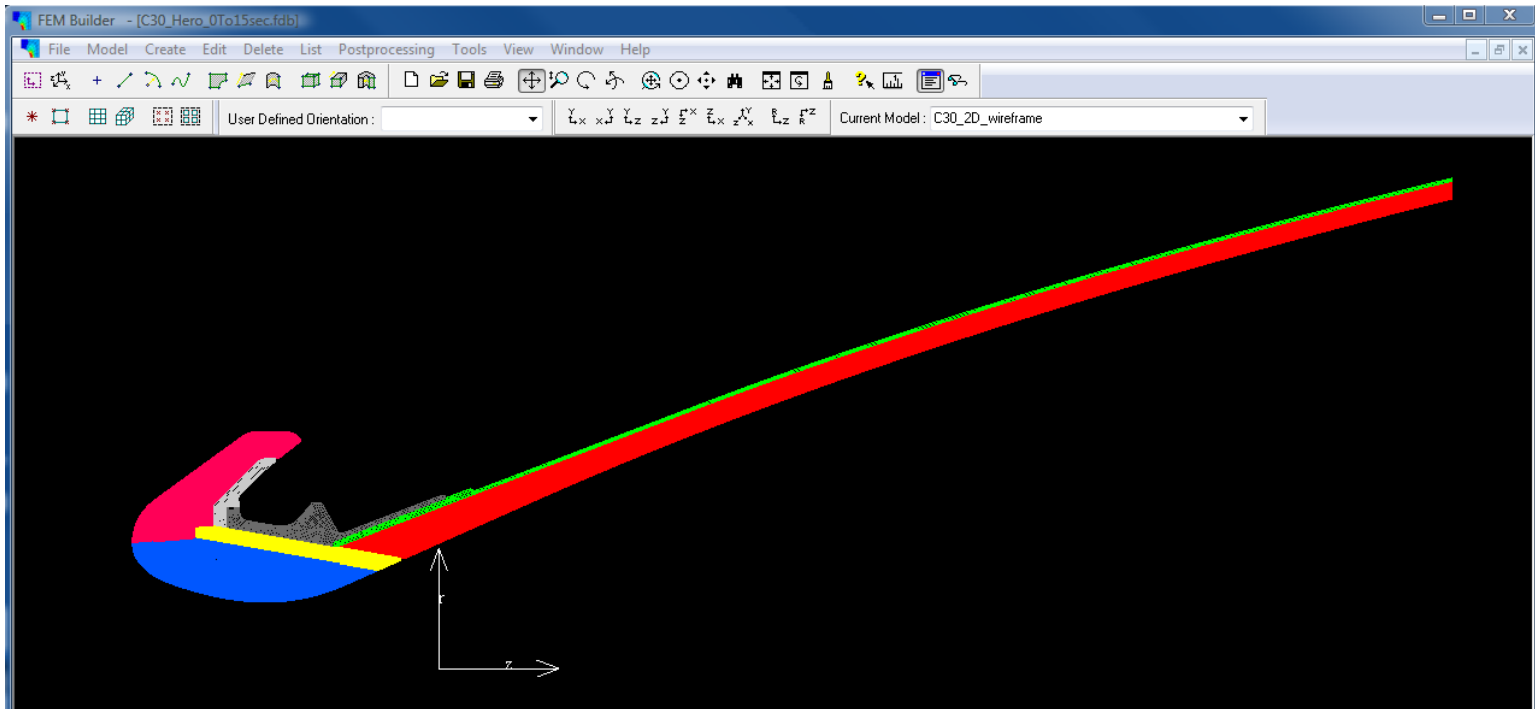 FEM Builder - [C30_Hero_0To15sec.fdb]
File Model Create Edit Delete List Postprocessing Tools View Window Help
User Defined Orientation :
Current Model : C30_2D_wireframe
r
z